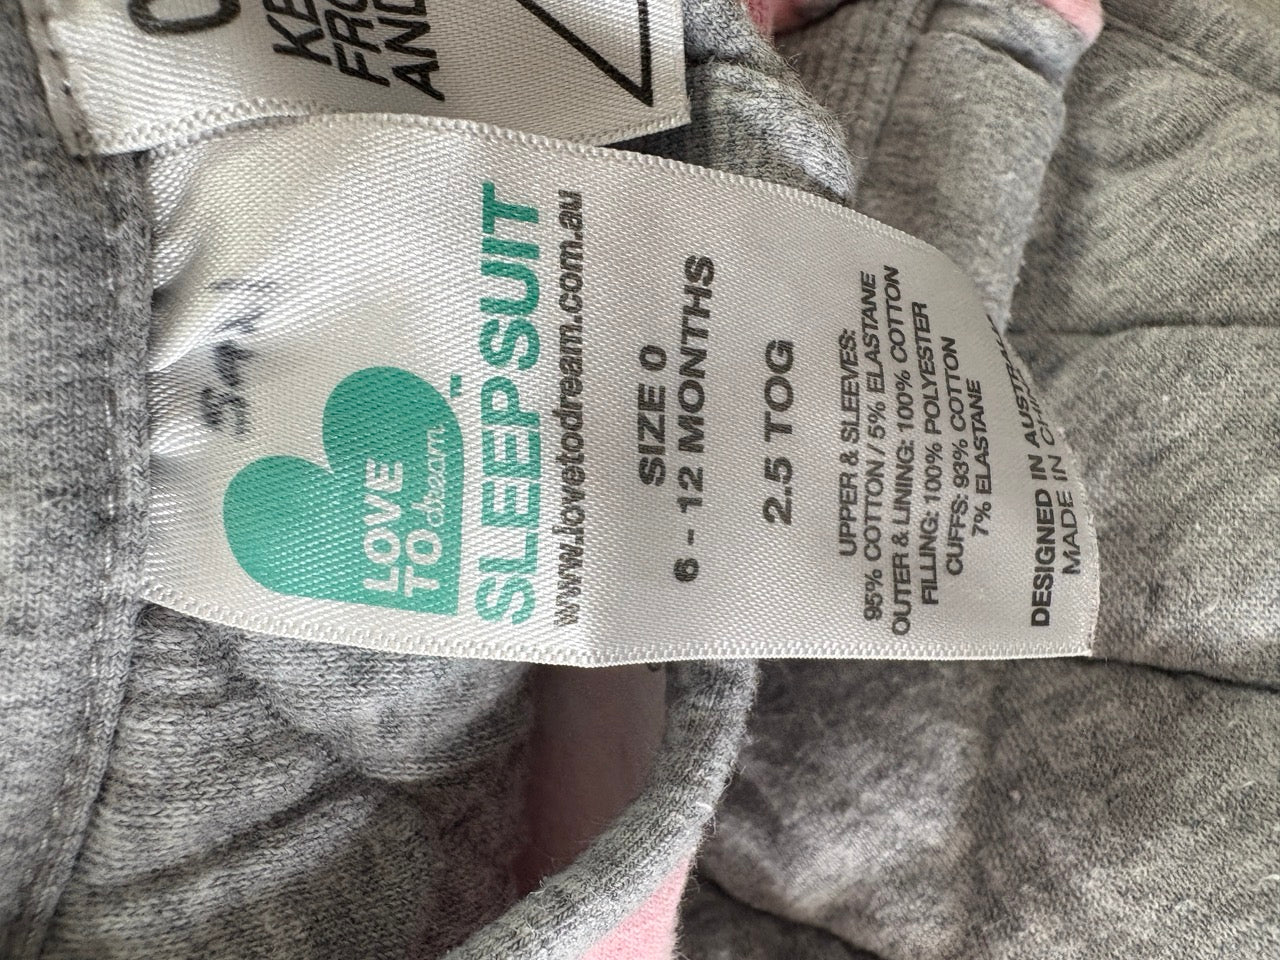 KE
FRO
AND
LOVE
TO dream
™
SLEEPSUIT
www.lovetodream.com.au
SIZE 0
6 - 12 MONTHS
2.5 TOG
UPPER & SLEEVES:
95% COTTON / 5% ELASTANE
OUTER & LINING: 100% COTTON
FILLING: 100% POLYESTER
CUFFS: 93% COTTON
7% ELASTANE
DESIGNED IN AUSTRALIA
MADE IN